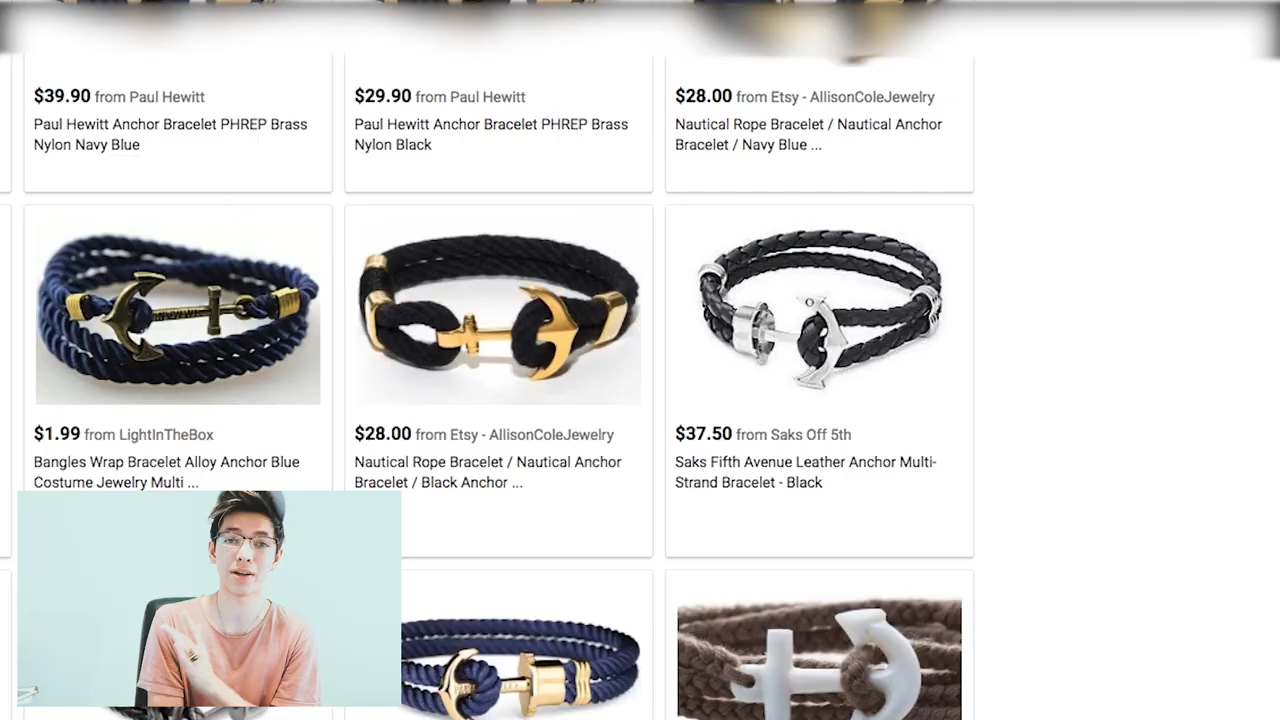 $39.90 from Paul Hewitt
Paul Hewitt Anchor Bracelet PHREP Brass
Nylon Navy Blue
$29.90 from Paul Hewitt
Paul Hewitt Anchor Bracelet PHREP Brass
Nylon Black
$28.00 from Etsy - AllisonColeJewelry
Nautical Rope Bracelet / Nautical Anchor
Bracelet / Navy Blue ...
$1.99 from LightInTheBox
Bangles Wrap Bracelet Alloy Anchor Blue
Costume Jewelry Multi ...
$28.00 from Etsy - AllisonColeJewelry
Nautical Rope Bracelet / Nautical Anchor
Bracelet / Black Anchor ...
$37.50 from Saks Off 5th
Saks Fifth Avenue Leather Anchor Multi-
Strand Bracelet - Black